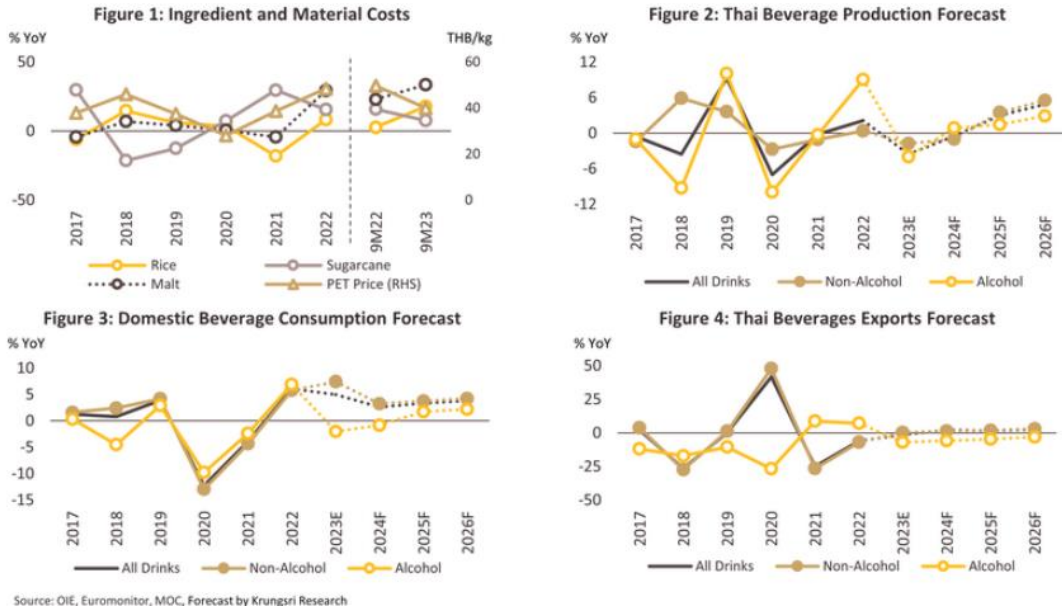 Figure 1: Ingredient and Material Costs
% YoY
THB/kg
50
0
-50
60
40
20
0
2017
2018
2019
2020
2021
2022
9M22
9M23
Rice
Sugarcane
Malt
PET Price (RHS)
Figure 2: Thai Beverage Production Forecast
% YoY
12
6
0
-6
-12
2017
2018
2019
2020
2021
2022
2023E
2024F
2025F
2026F
All Drinks
Non-Alcohol
Alcohol
Figure 3: Domestic Beverage Consumption Forecast
% YoY
10
5
0
-5
-10
-15
2017
2018
2019
2020
2021
2022
2023E
2024F
2025F
2026F
All Drinks
Non-Alcohol
Alcohol
Figure 4: Thai Beverages Exports Forecast
% YoY
50
25
0
-25
-50
2017
2018
2019
2020
2021
2022
2023E
2024F
2025F
2026F
All Drinks
Non-Alcohol
Alcohol
Source: OIE, Euromonitor, MOC, Forecast by Krungsri Research